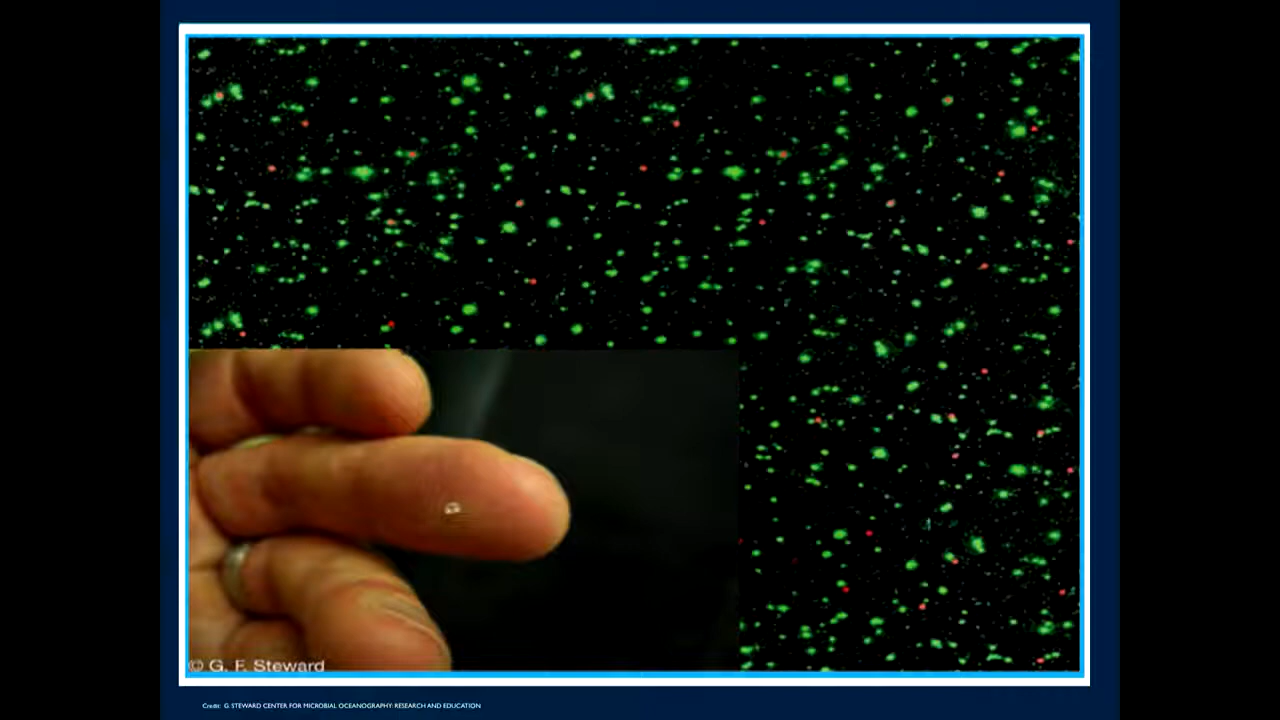 © G. F. Steward
Credit: G. STEWARD CENTER FOR MICROBIAL OCEANOGRAPHY: RESEARCH AND EDUCATION